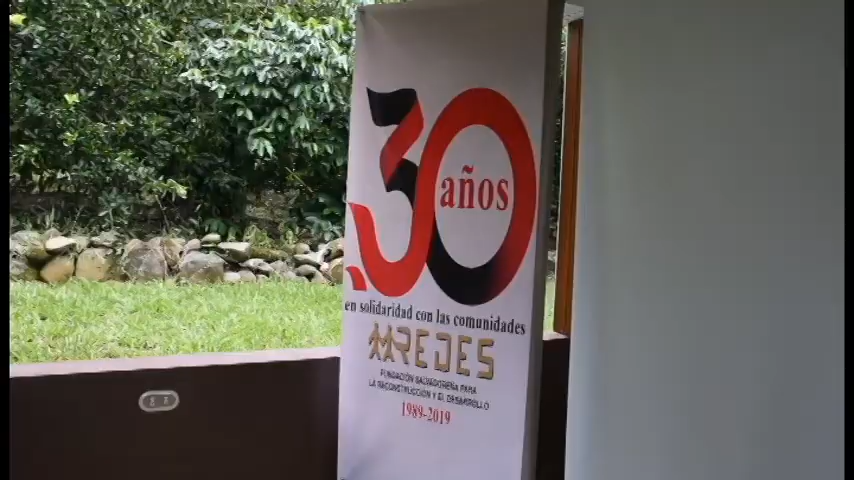 30
años
en solidaridad con las comunidades
REDES
FUNDACIÓN SALVADOREÑA PARA
LA RECONSTRUCCIÓN Y EL DESARROLLO
1989-2019